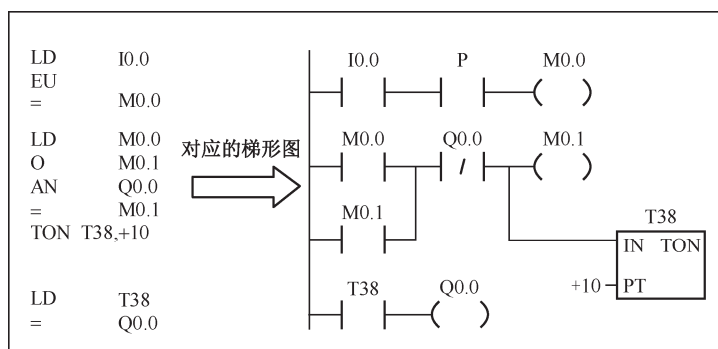 LD I0.0
EU
= M0.0
LD M0.0
O M0.1
AN Q0.0
= M0.1
TON T38,+10
LD T38
= Q0.0
对应的梯形图
I0.0 P M0.0
M0.0 Q0.0 M0.1
M0.1
T38
IN TON
+10 PT
T38 Q0.0